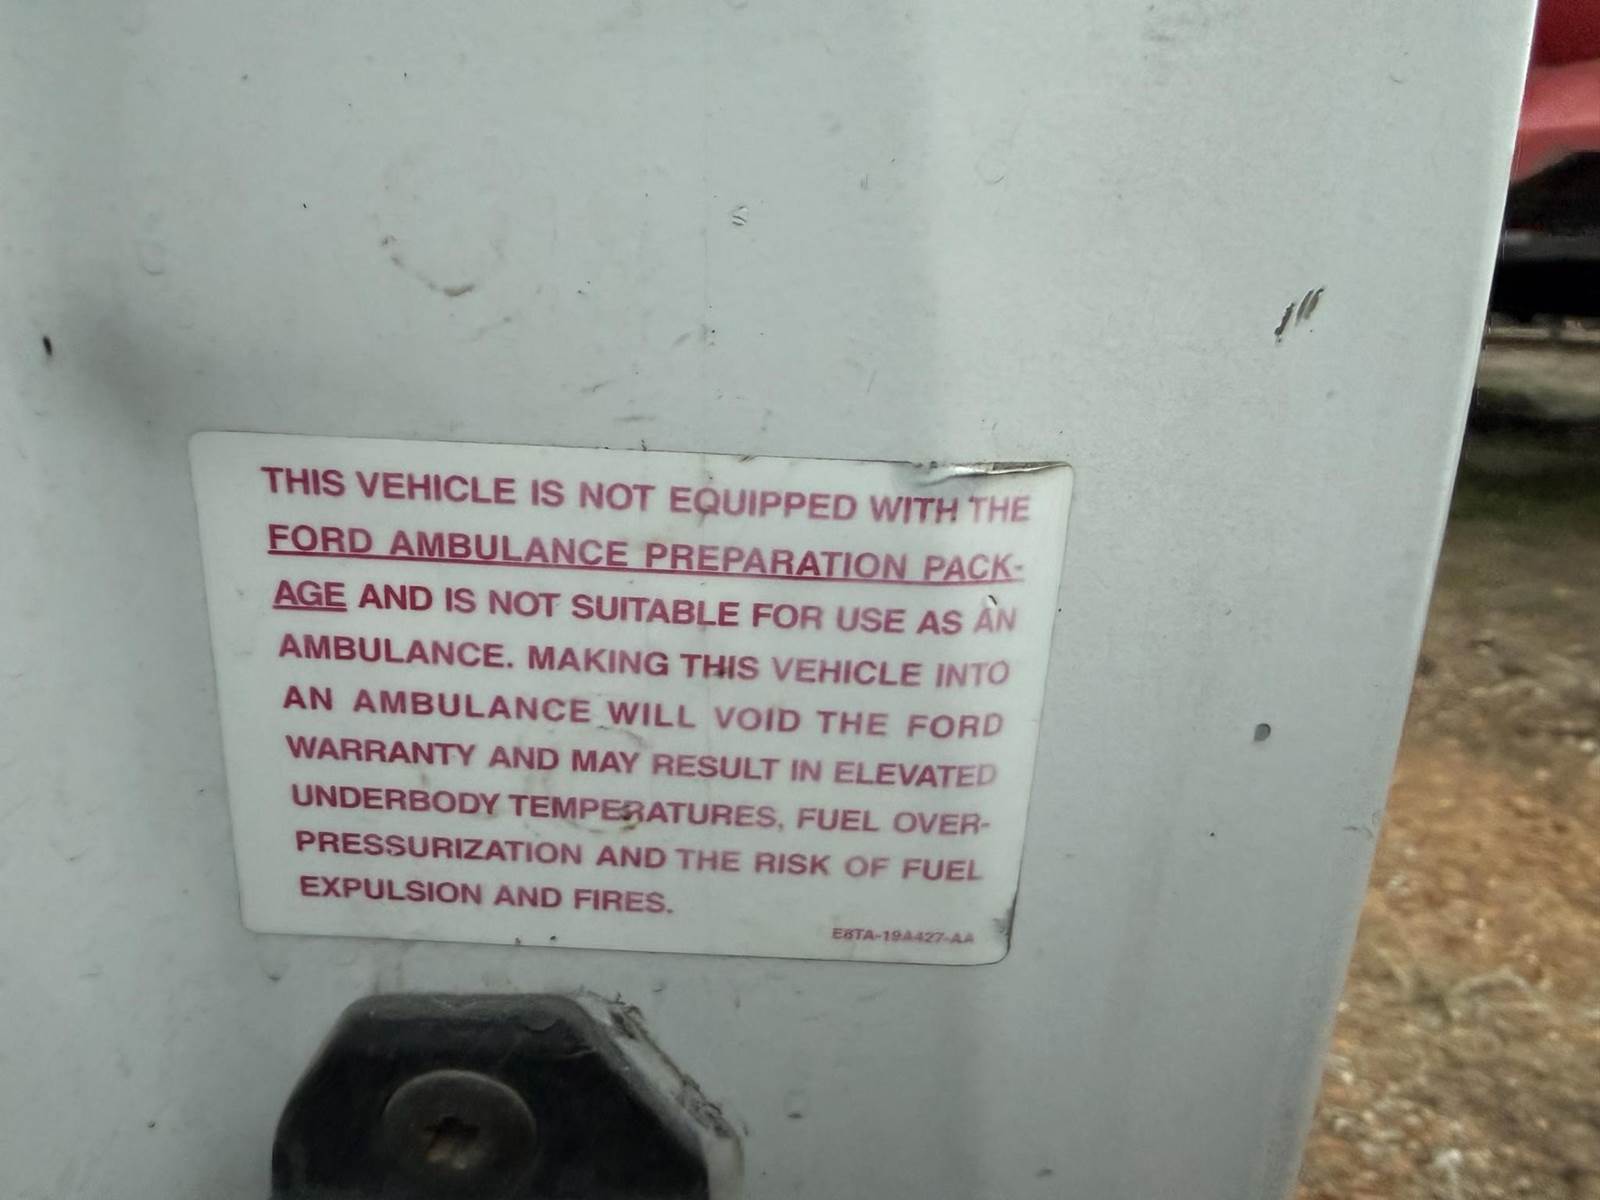 THIS VEHICLE IS NOT EQUIPPED WITH THE
FORD AMBULANCE PREPARATION PACK-
AGE AND IS NOT SUITABLE FOR USE AS AN
AMBULANCE. MAKING THIS VEHICLE INTO
AN AMBULANCE WILL VOID THE FORD
WARRANTY AND MAY RESULT IN ELEVATED
UNDERBODY TEMPERATURES, FUEL OVER-
PRESSURIZATION AND THE RISK OF FUEL
EXPULSION AND FIRES.
E8TA-19A427-AA